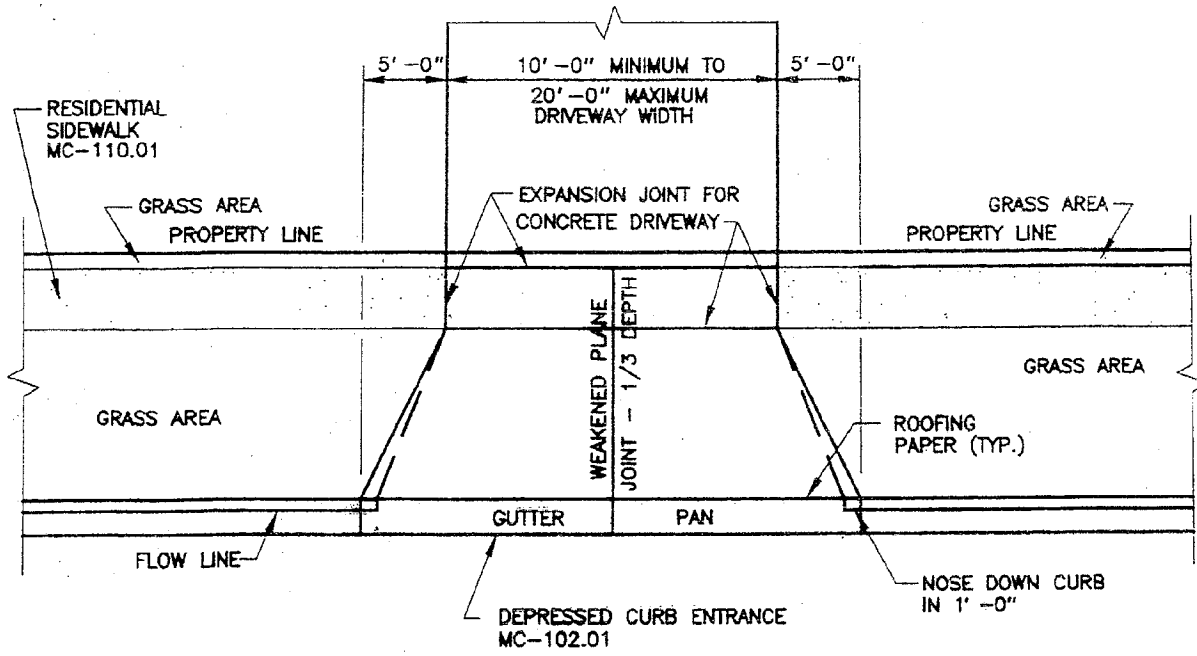 5'-0"
10'-0" MINIMUM TO
20'-0" MAXIMUM
DRIVEWAY WIDTH
5'-0"
RESIDENTIAL
SIDEWALK
MC-110.01
GRASS AREA
PROPERTY LINE
EXPANSION JOINT FOR
CONCRETE DRIVEWAY
GRASS AREA
PROPERTY LINE
WEAKENED PLANE
JOINT - 1/3 DEPTH
GRASS AREA
GRASS AREA
ROOFING
PAPER (TYP.)
GUTTER PAN
FLOW LINE
NOSE DOWN CURB
IN 1'-0"
DEPRESSED CURB ENTRANCE
MC-102.01